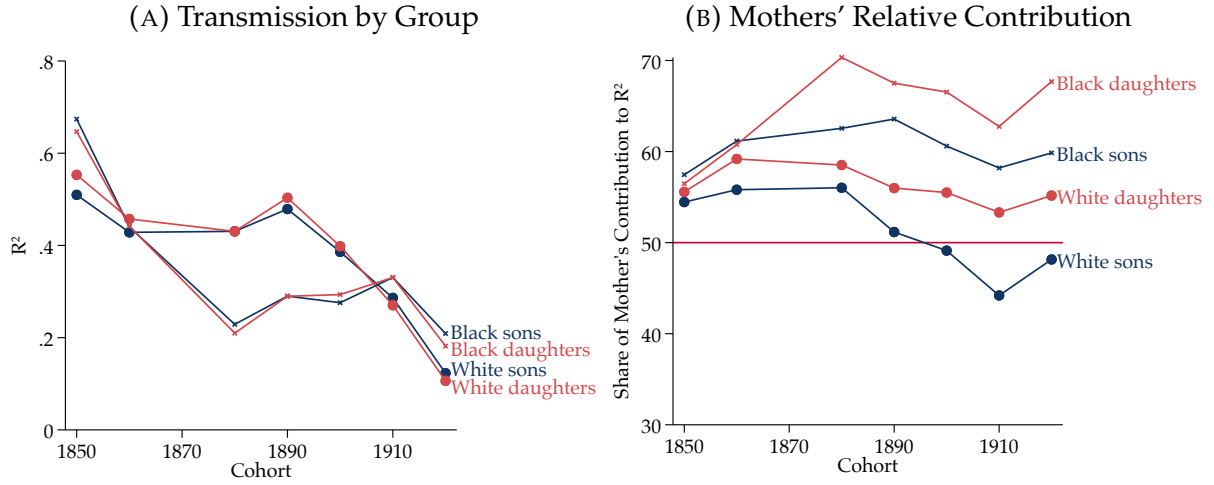 (A) Transmission by Group
R²
.8
.6
.4
.2
0
Black sons
Black daughters
White sons
White daughters
1850
1870
1890
1910
Cohort
(B) Mothers' Relative Contribution
Share of Mother's Contribution to R²
70
60
50
40
30
Black daughters
Black sons
White daughters
White sons
1850
1870
1890
1910
Cohort